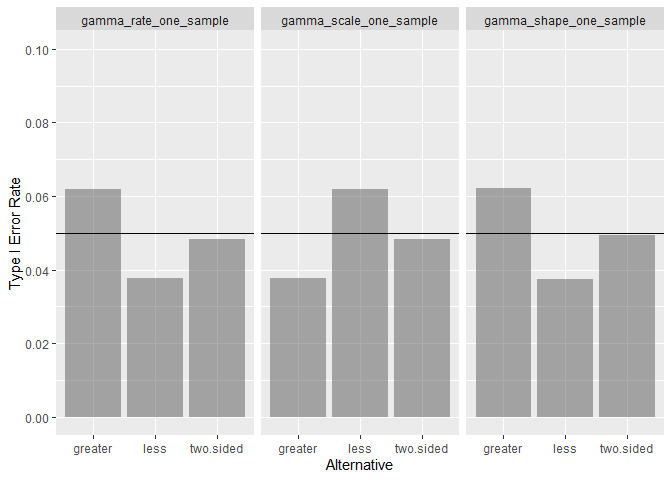 gamma_rate_one_sample gamma_scale_one_sample gamma_shape_one_sample
Type I Error Rate
0.10
0.08
0.06
0.04
0.02
0.00
greater less two.sided greater less two.sided greater less two.sided
Alternative